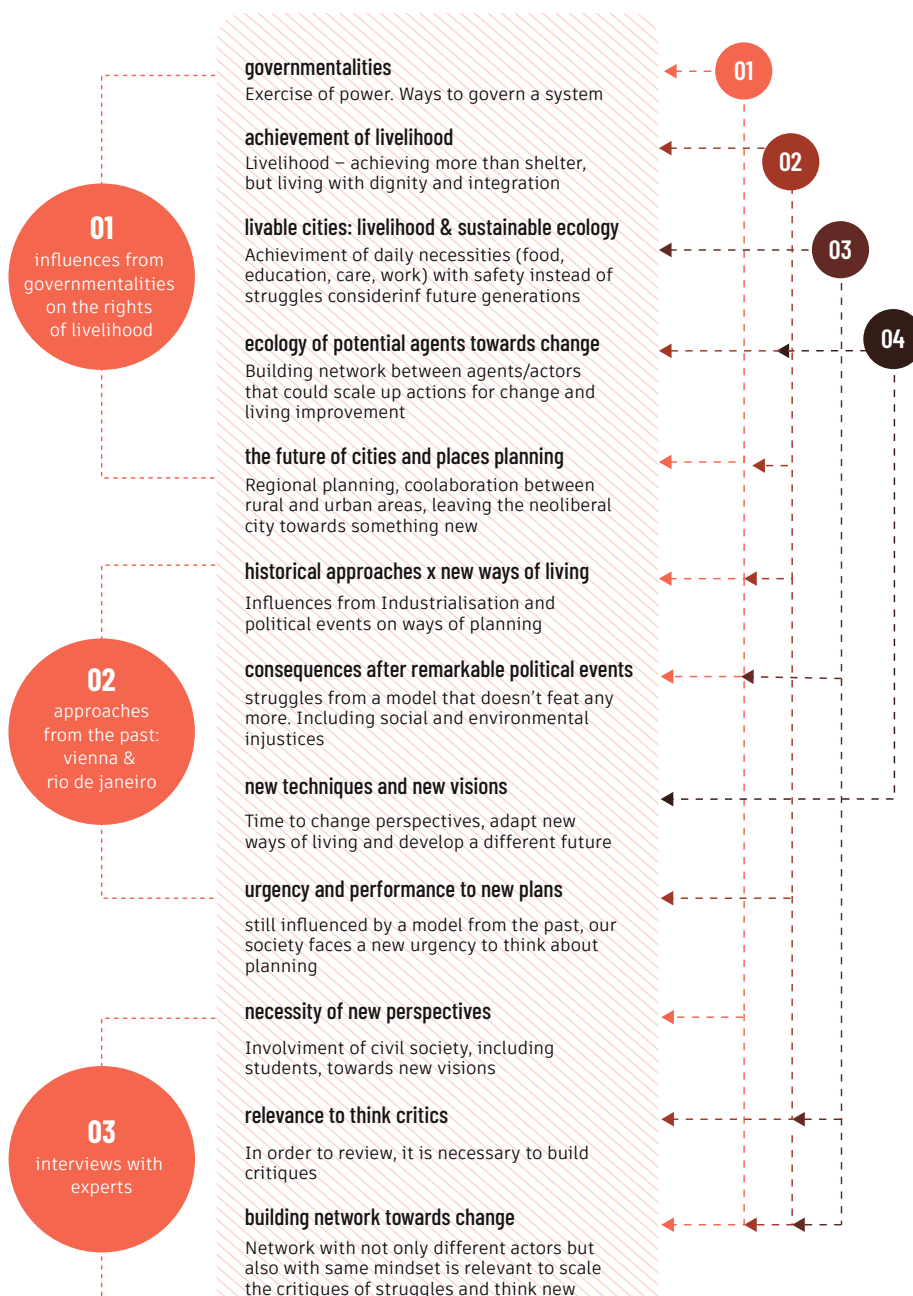 01
influences from
governmentalities
on the rights
of livelihood
02
approaches
from the past:
vienna &
rio de janeiro
03
interviews with
experts
governmentalities
Exercise of power. Ways to govern a system
achievement of livelihood
Livelihood – achieving more than shelter,
but living with dignity and integration
livable cities: livelihood & sustainable ecology
Achieviment of daily necessities (food,
education, care, work) with safety instead of
struggles considerinf future generations
ecology of potential agents towards change
Building network between agents/actors
that could scale up actions for change and
living improvement
the future of cities and places planning
Regional planning, coolaboration between
rural and urban areas, leaving the neoliberal
city towards something new
historical approaches x new ways of living
Influences from Industrialisation and
political events on ways of planning
consequences after remarkable political events
struggles from a model that doesn’t feat any
more. Including social and environmental
injustices
new techniques and new visions
Time to change perspectives, adapt new
ways of living and develop a different future
urgency and performance to new plans
still influenced by a model from the past, our
society faces a new urgency to think about
planning
necessity of new perspectives
Involviment of civil society, including
students, towards new visions
relevance to think critics
In order to review, it is necessary to build
critiques
building network towards change
Network with not only different actors but
also with same mindset is relevant to scale
the critiques of struggles and think new
01
02
03
04